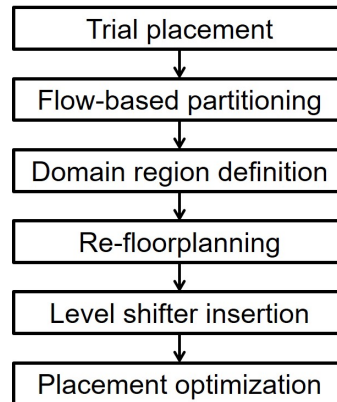 Trial placement
Flow-based partitioning
Domain region definition
Re-floorplanning
Level shifter insertion
Placement optimization